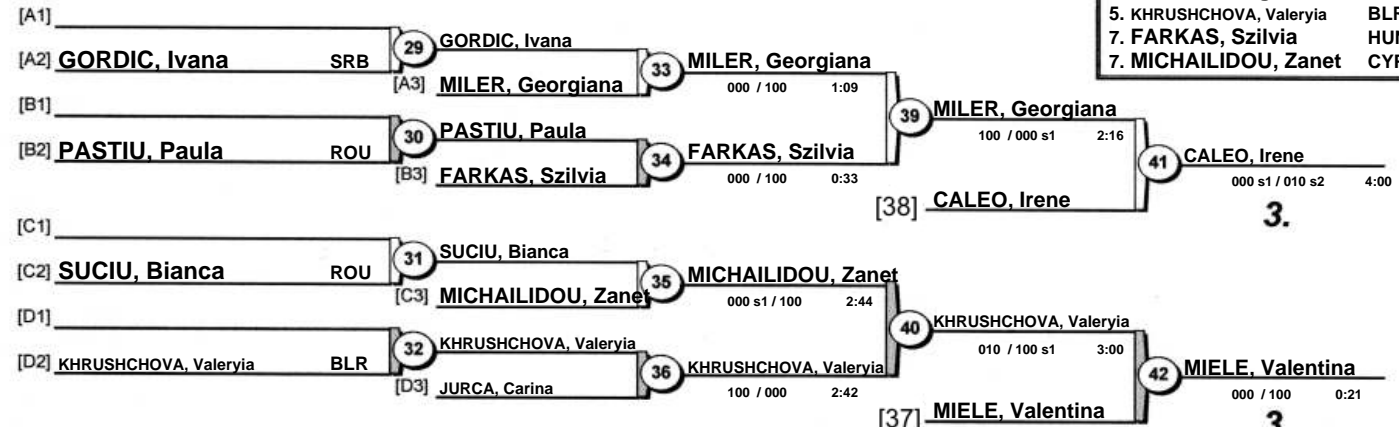 5. KHRUSHCHOVA, Valeryia BLR
7. FARKAS, Szilvia HUN
7. MICHAILIDOU, Zanet CYP
[A1]
29 GORDIC, Ivana
[A2] GORDIC, Ivana SRB
33 MILER, Georgiana
[A3] MILER, Georgiana
000 / 100 1:09
[B1]
39 MILER, Georgiana
100 / 000 s1 2:16
30 PASTIU, Paula
[B2] PASTIU, Paula ROU
34 FARKAS, Szilvia
[B3] FARKAS, Szilvia
000 / 100 0:33
41 CALEO, Irene
000 s1 / 010 s2 4:00
[38] CALEO, Irene
3.
[C1]
31 SUCIU, Bianca
[C2] SUCIU, Bianca ROU
35 MICHAILIDOU, Zanet
[C3] MICHAILIDOU, Zanet
000 s1 / 100 2:44
[D1]
40 KHRUSHCHOVA, Valeryia
010 / 100 s1 3:00
32 KHRUSHCHOVA, Valeryia
[D2] KHRUSHCHOVA, Valeryia BLR
36 KHRUSHCHOVA, Valeryia
[D3] JURCA, Carina
100 / 000 2:42
42 MIELE, Valentina
000 / 100 0:21
[37] MIELE, Valentina
3.